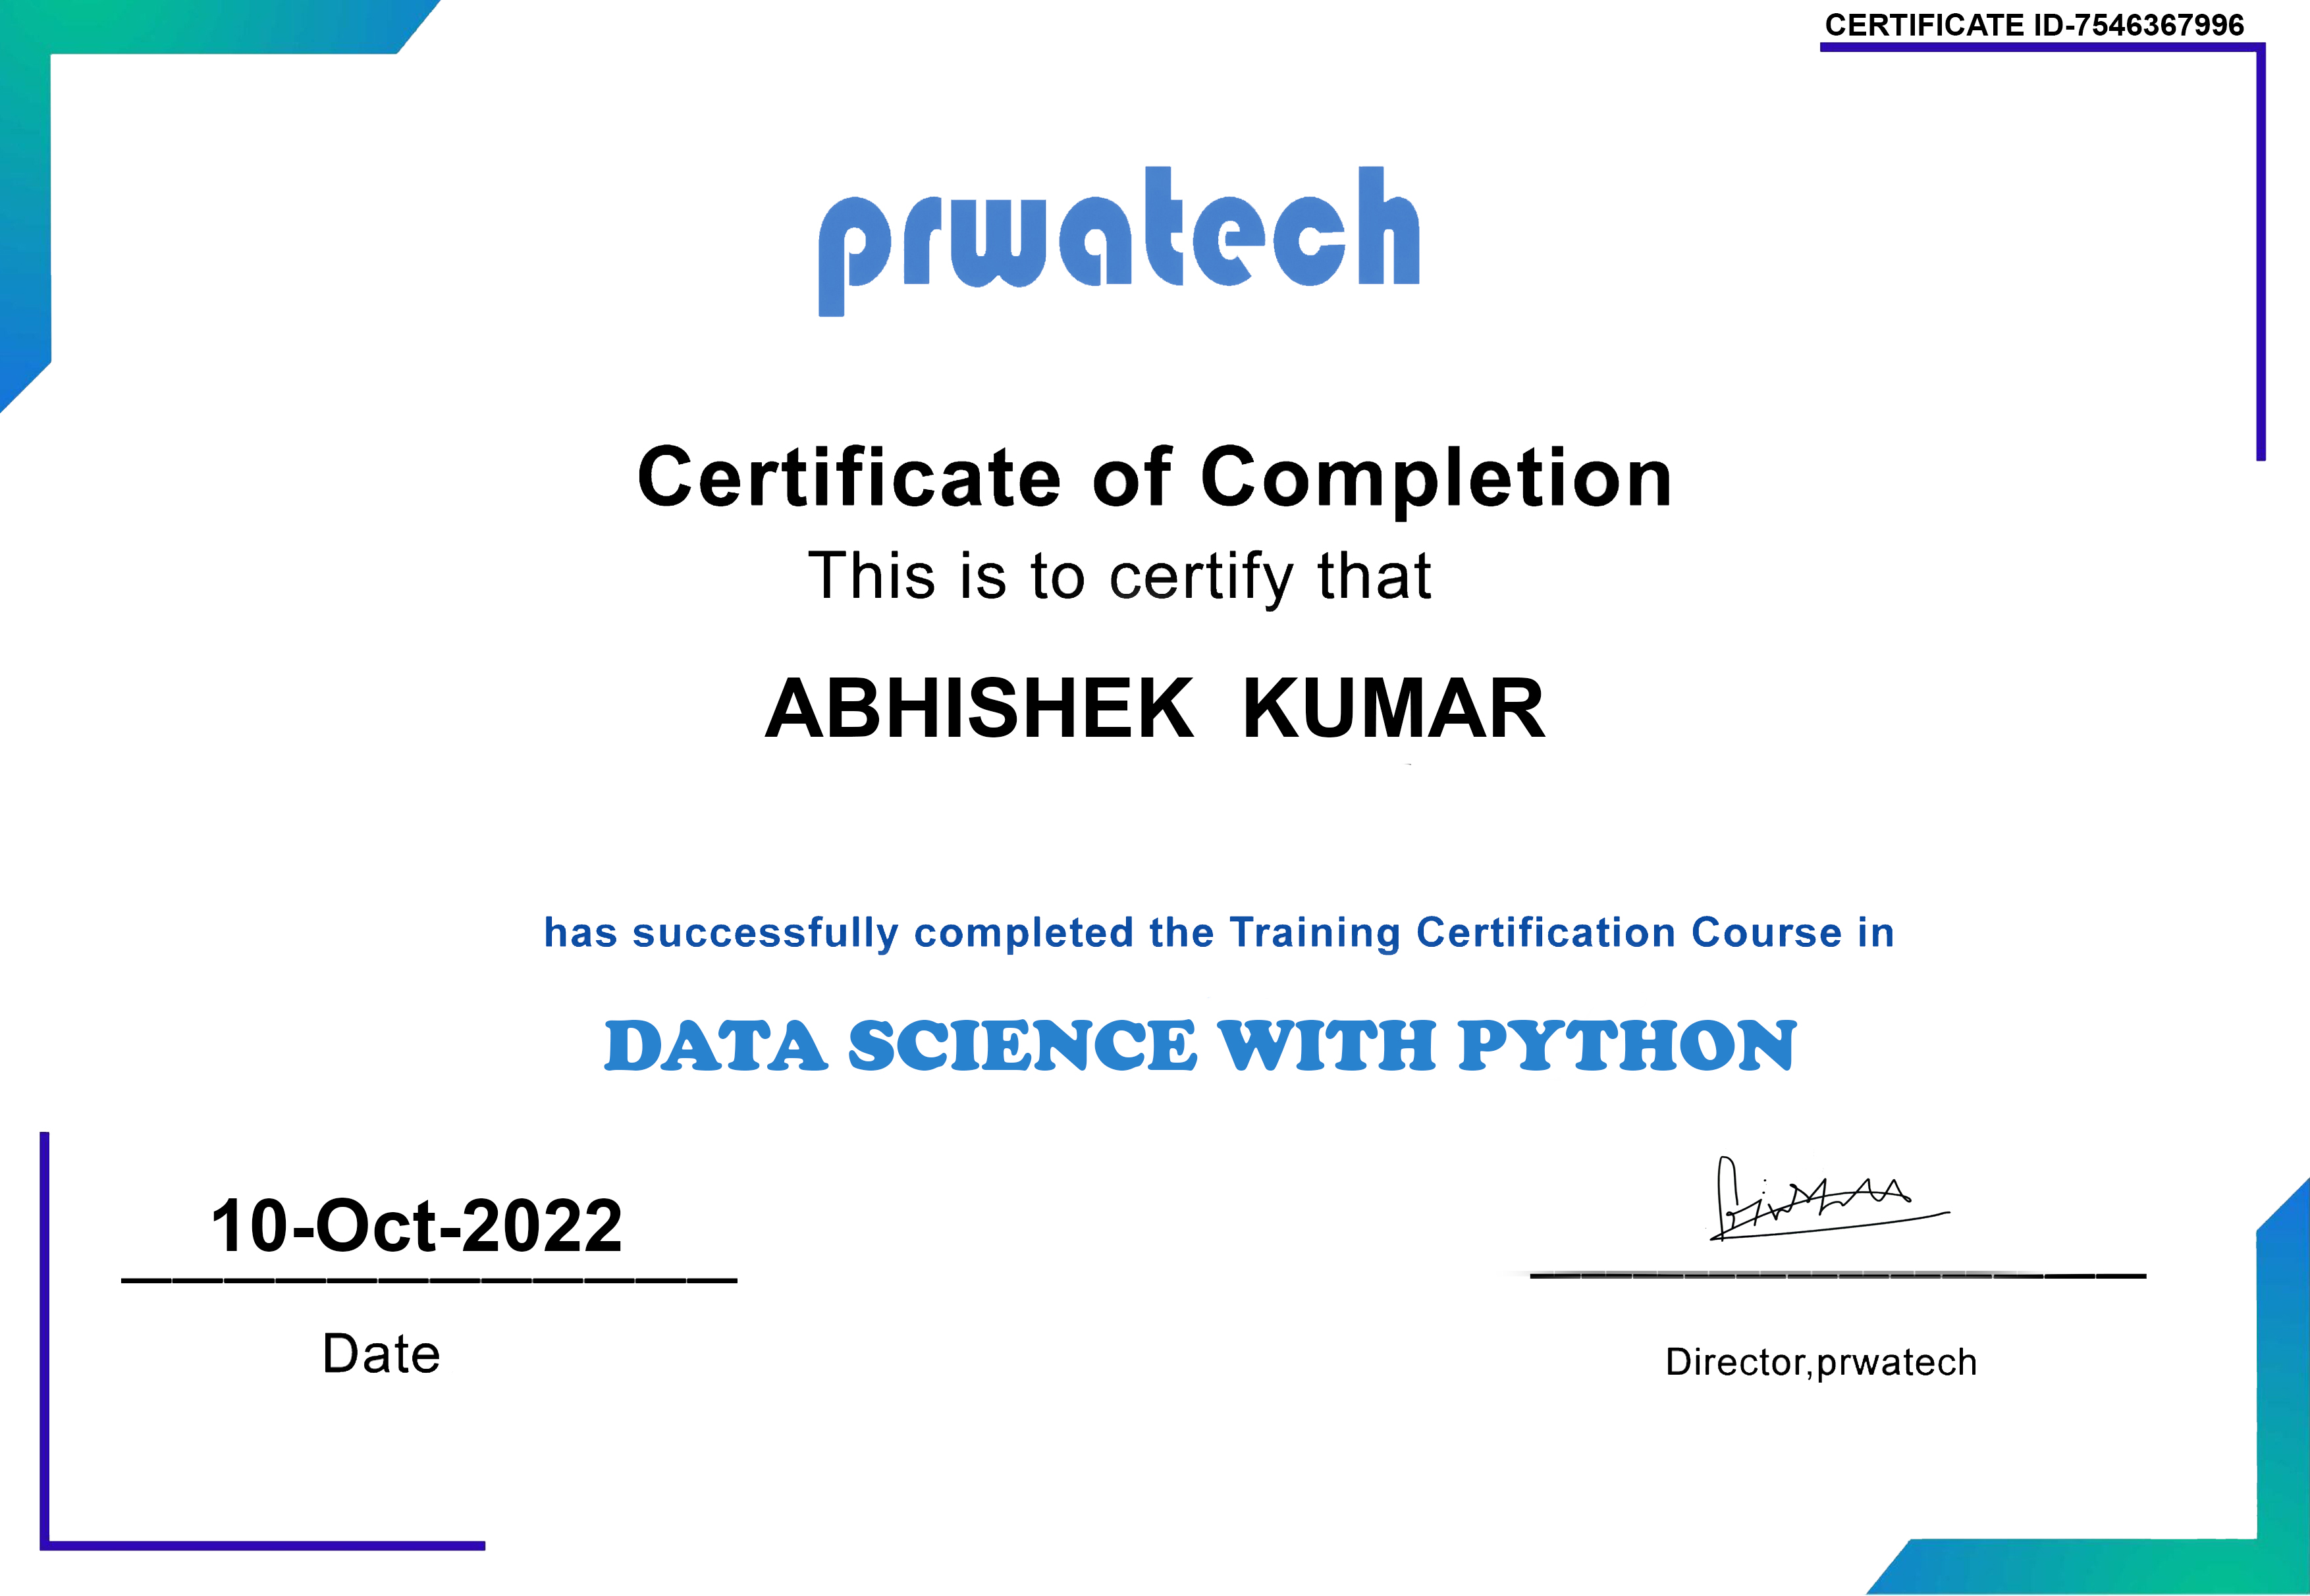 CERTIFICATE ID-7546367996
prwatech
Certificate of Completion
This is to certify that
ABHISHEK KUMAR
has successfully completed the Training Certification Course in
DATA SCIENCE WITH PYTHON
10-Oct-2022
Date
Director,prwatech